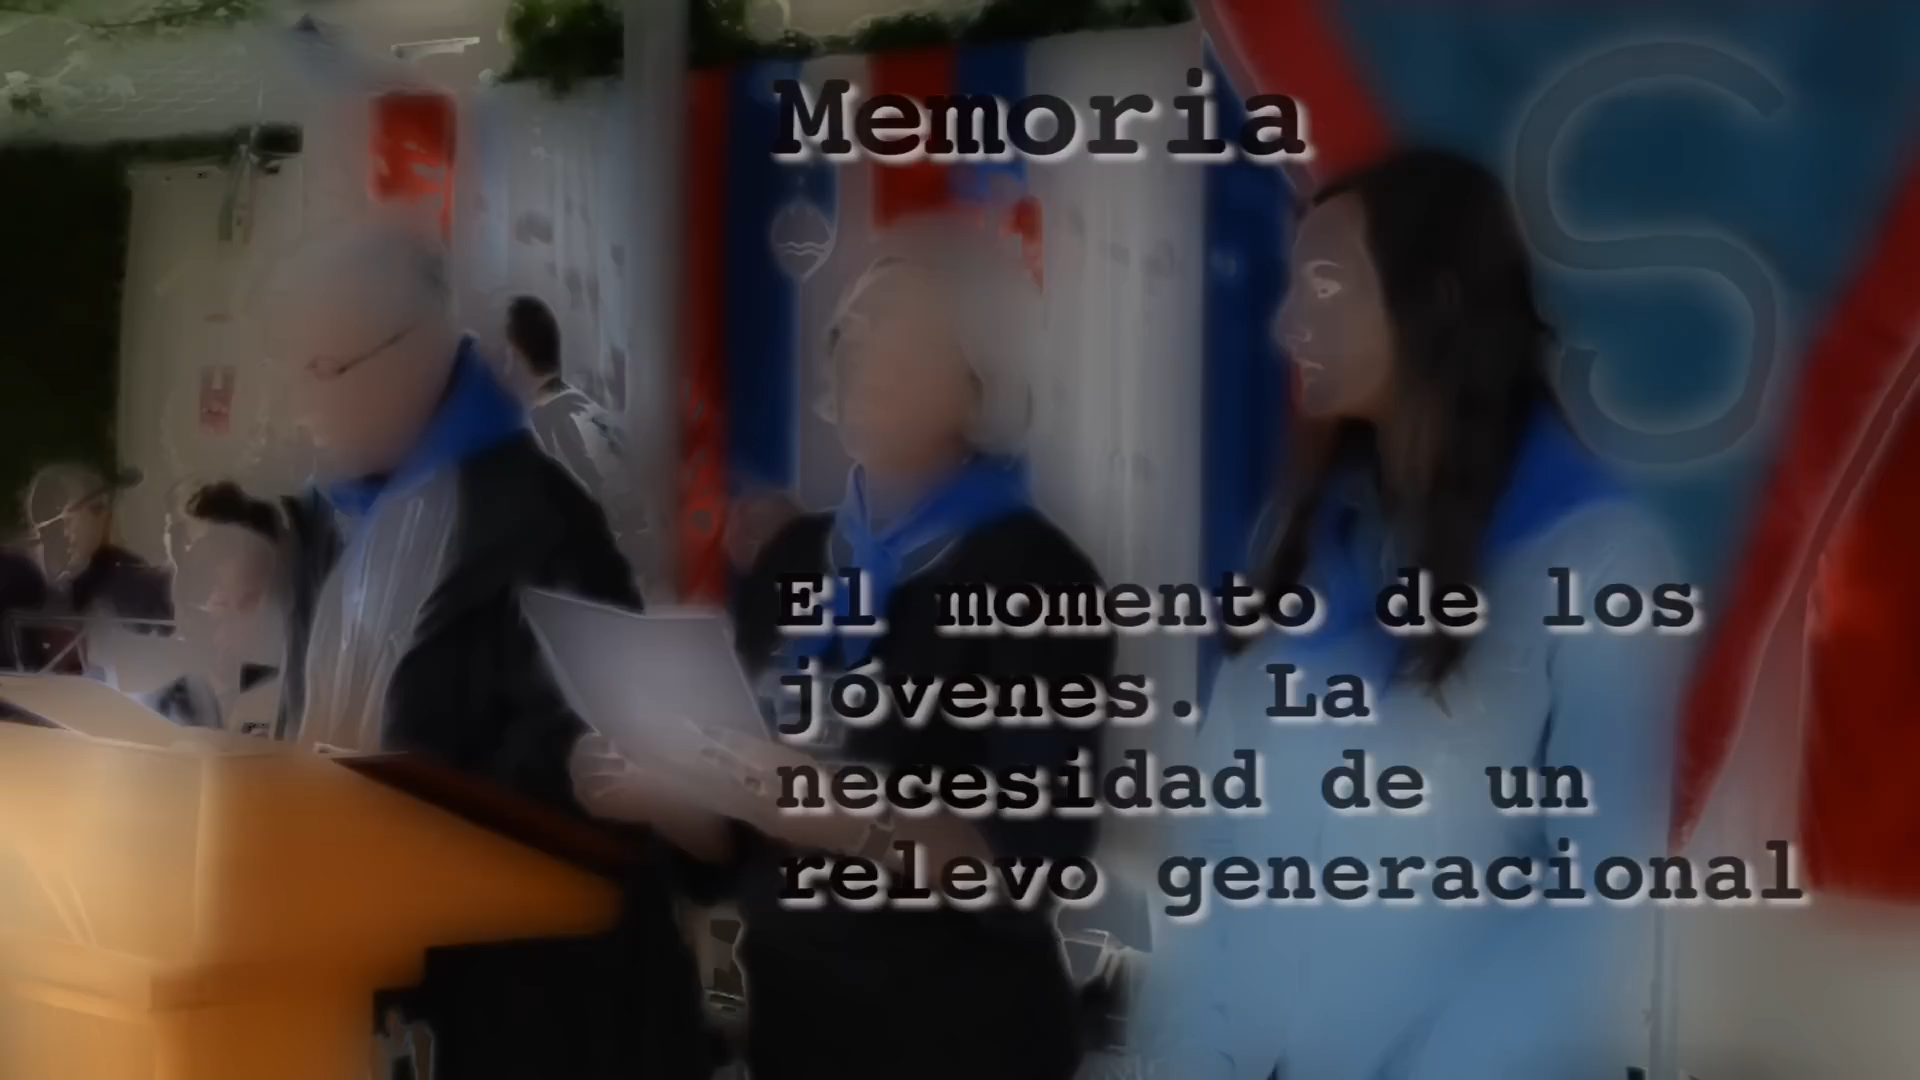 Memoria
S
El momento de los
jóvenes. La
necesidad de un
relevo generacional